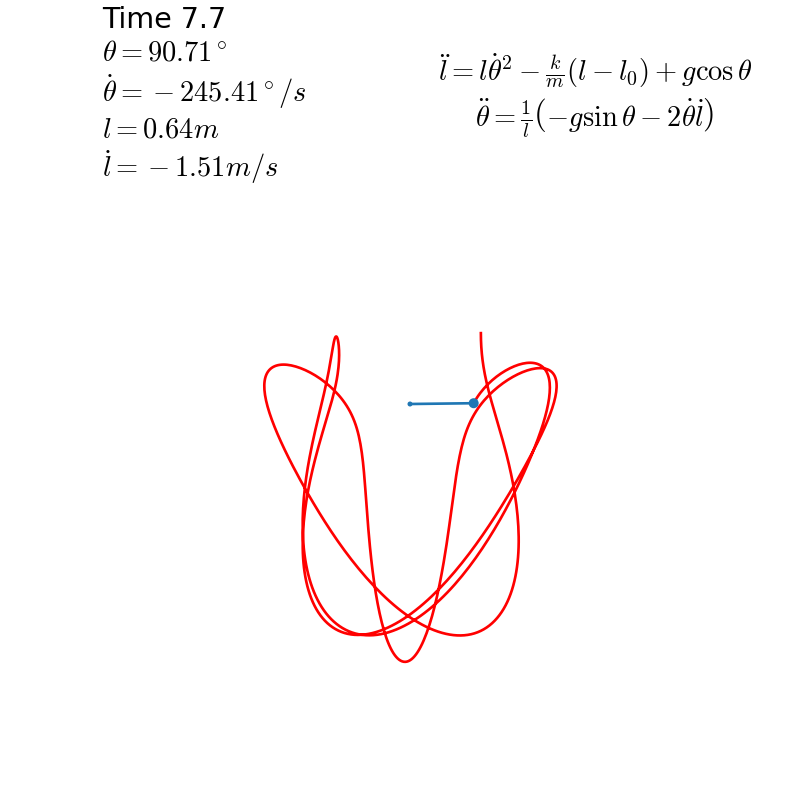 Time 7.7
θ = 90.71°
θ̇ = −245.41°/s
l = 0.64m
l̇ = −1.51m/s
l̈ = lθ̇² − k/m(l − l₀) + g cos θ
θ̈ = 1/l(−g sin θ − 2θ̇l̇)